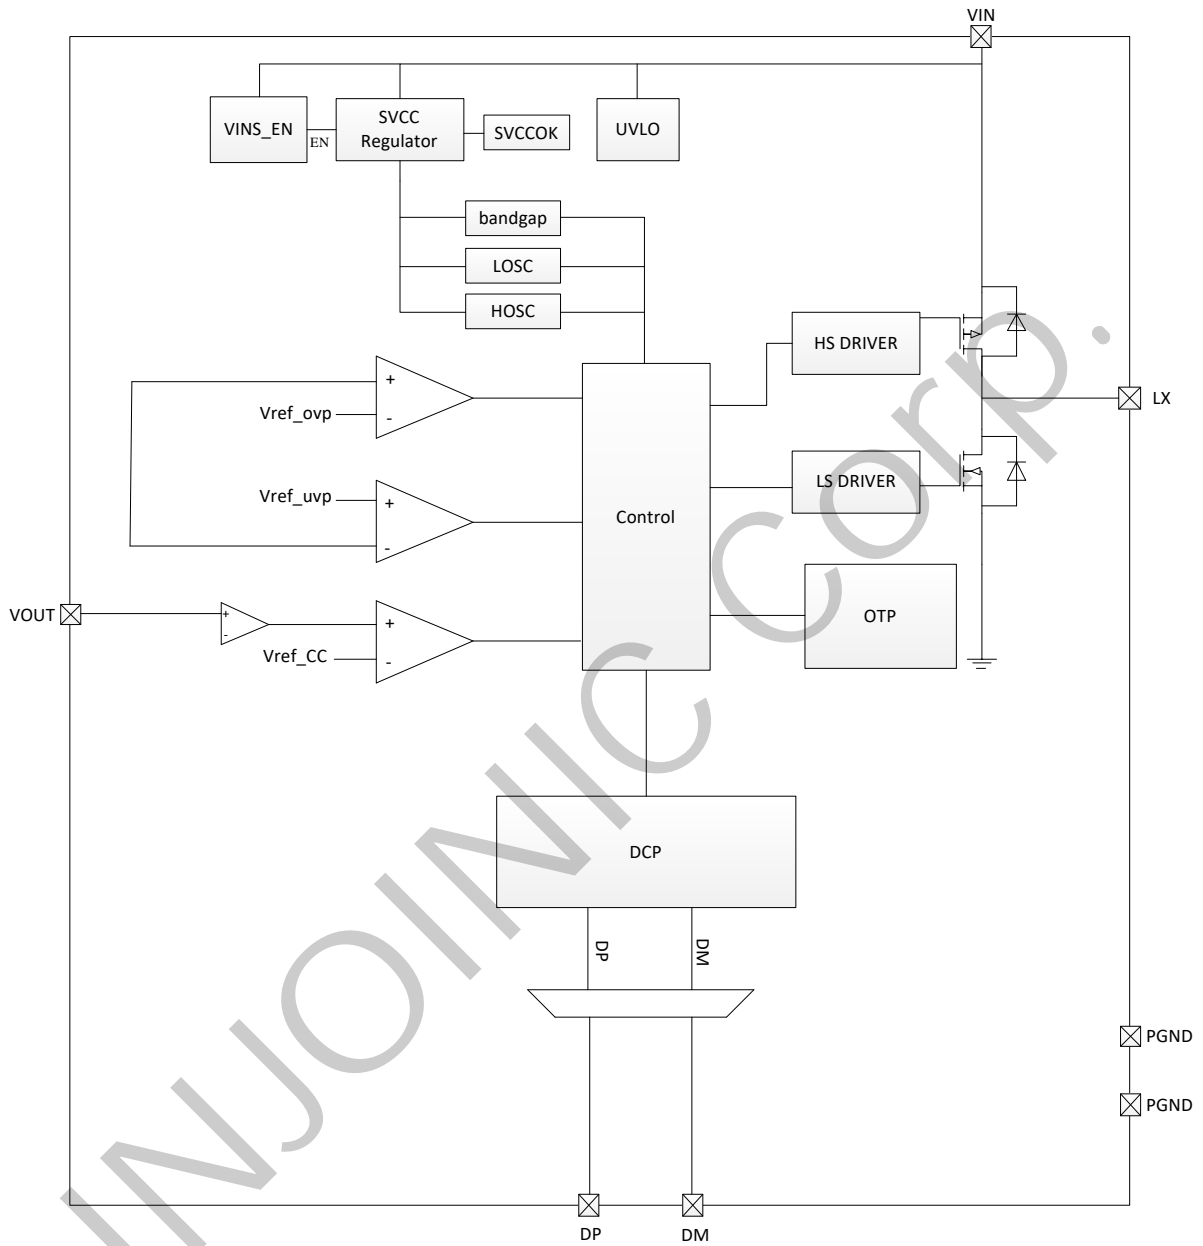 VIN
VINS_EN
EN
SVCC
Regulator
SVCCOK
UVLO
bandgap
LOSC
HOSC
HS DRIVER
+
Vref_ovp
-
LX
Vref_uvp
+
-
LS DRIVER
Control
VOUT
+
-
+
Vref_CC
-
OTP
DCP
DP
DM
PGND
PGND
DP
DM
INJOINIC Corp.